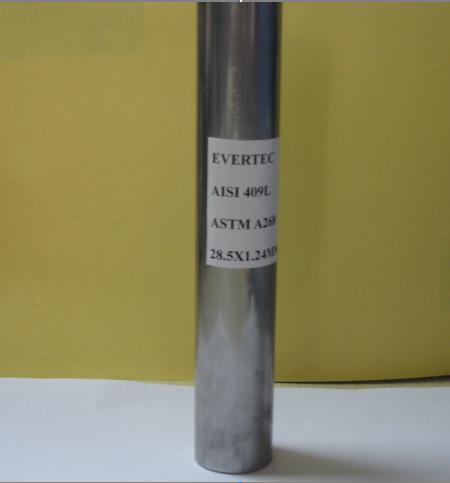 EVERTEC
AISI 409L
ASTM A268
28.5X1.24MM